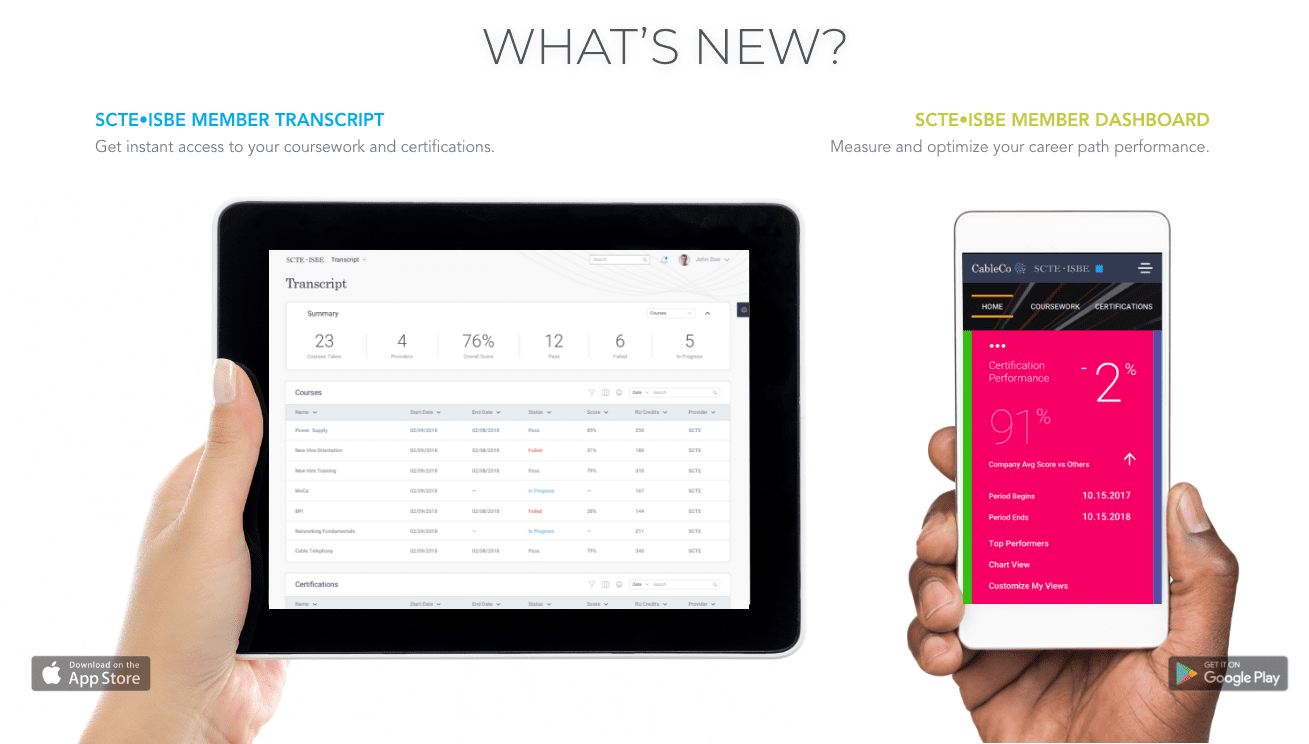 WHAT'S NEW?
SCTE•ISBE MEMBER TRANSCRIPT
Get instant access to your coursework and certifications.
SCTE•ISBE MEMBER DASHBOARD
Measure and optimize your career path performance.
SCTE·ISBE Transcript
Search
John Doe
Transcript
Summary
Courses
23 4 76% 12 6 5
Courses Taken Providers Overall Score Pass Failed In Progress
Courses
Date Search
Name Start Date End Date Status Score RU Credits Provider
Power Supply 02/09/2018 02/08/2018 Pass 85% 250 SCTE
New Hire Orientation 02/09/2018 02/08/2018 Failed 51% 188 SCTE
New Hire Training 02/09/2018 02/08/2018 Pass 79% 310 SCTE
MoCa 02/09/2018 – In Progress – 167 SCTE
BPI 02/09/2018 02/08/2018 Failed 28% 144 SCTE
Networking Fundamentals 02/09/2018 – In Progress – 211 SCTE
Cable Telephony 02/09/2018 02/08/2018 Pass 79% 340 SCTE
Certifications
Date Search
Name Start Date End Date Status Score RU Credits Provider
CableCo SCTE·ISBE
HOME COURSEWORK CERTIFICATIONS
Certification
Performance
-2%
91%
Company Avg Score vs Others
Period Begins 10.15.2017
Period Ends 10.15.2018
Top Performers
Chart View
Customize My Views
Download on the
App Store
GET IT ON
Google Play